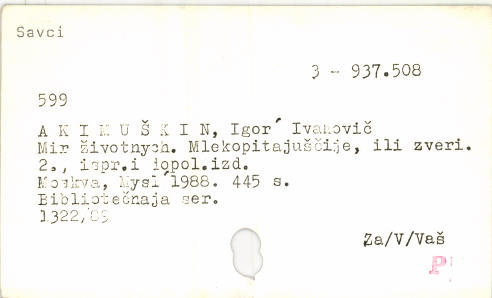 Savci
3 - 937.508
599
A K I M U Š K I N, Igor´ Ivanovič
Mir životnych. Mlekopitajuščije, ili zveri.
2., ispr.i dopol.izd.
Moskva, Mysl´1988. 445 s.
Bibliotečnaja ser.
1322/89
Za/V/Vaš
P